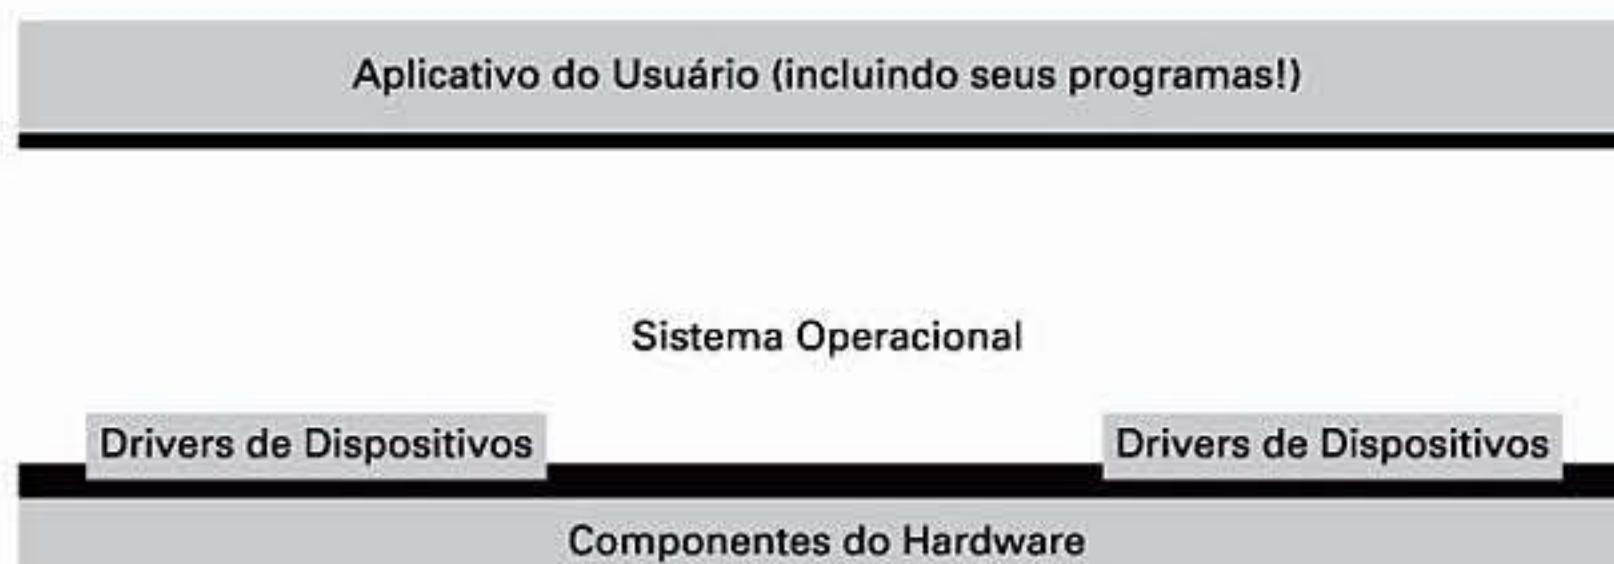 Aplicativo do Usuário (incluindo seus programas!)
Sistema Operacional
Drivers de Dispositivos
Drivers de Dispositivos
Componentes do Hardware